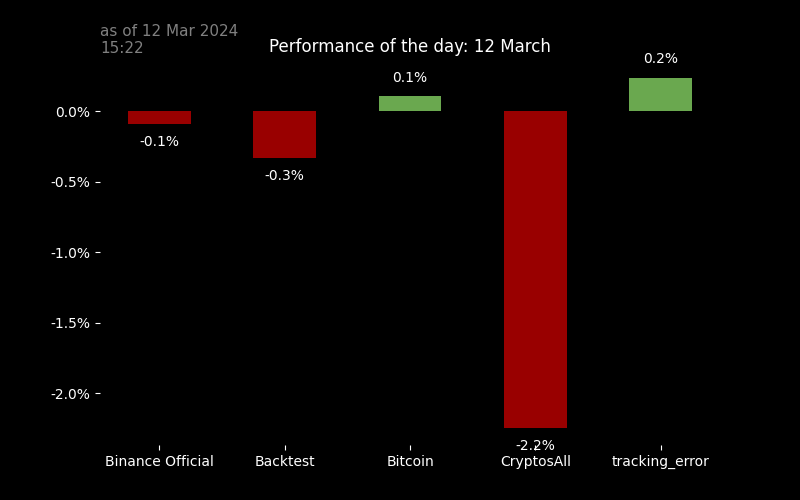 as of 12 Mar 2024
15:22
Performance of the day: 12 March
0.2%
0.1%
0.0%
-0.1%
-0.3%
-0.5%
-1.0%
-1.5%
-2.0%
-2.2%
Binance Official
Backtest
Bitcoin
CryptosAll
tracking_error